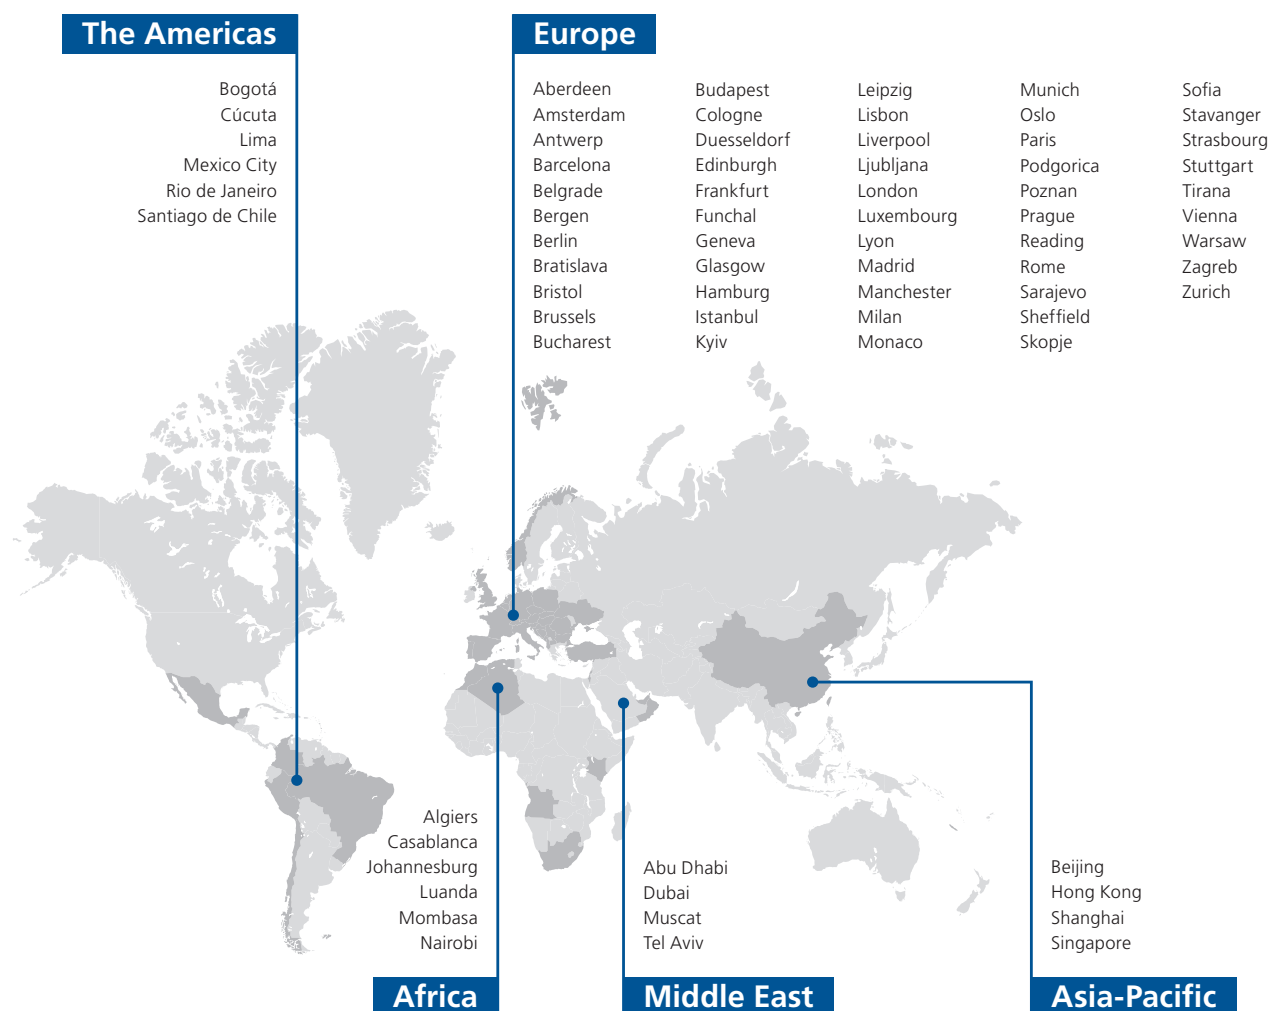 The Americas
Bogotá
Cúcuta
Lima
Mexico City
Rio de Janeiro
Santiago de Chile
Europe
Aberdeen
Amsterdam
Antwerp
Barcelona
Belgrade
Bergen
Berlin
Bratislava
Bristol
Brussels
Bucharest
Budapest
Cologne
Duesseldorf
Edinburgh
Frankfurt
Funchal
Geneva
Glasgow
Hamburg
Istanbul
Kyiv
Leipzig
Lisbon
Liverpool
Ljubljana
London
Luxembourg
Lyon
Madrid
Manchester
Milan
Monaco
Munich
Oslo
Paris
Podgorica
Poznan
Prague
Reading
Rome
Sarajevo
Sheffield
Skopje
Sofia
Stavanger
Strasbourg
Stuttgart
Tirana
Vienna
Warsaw
Zagreb
Zurich
Algiers
Casablanca
Johannesburg
Luanda
Mombasa
Nairobi
Africa
Abu Dhabi
Dubai
Muscat
Tel Aviv
Middle East
Beijing
Hong Kong
Shanghai
Singapore
Asia-Pacific